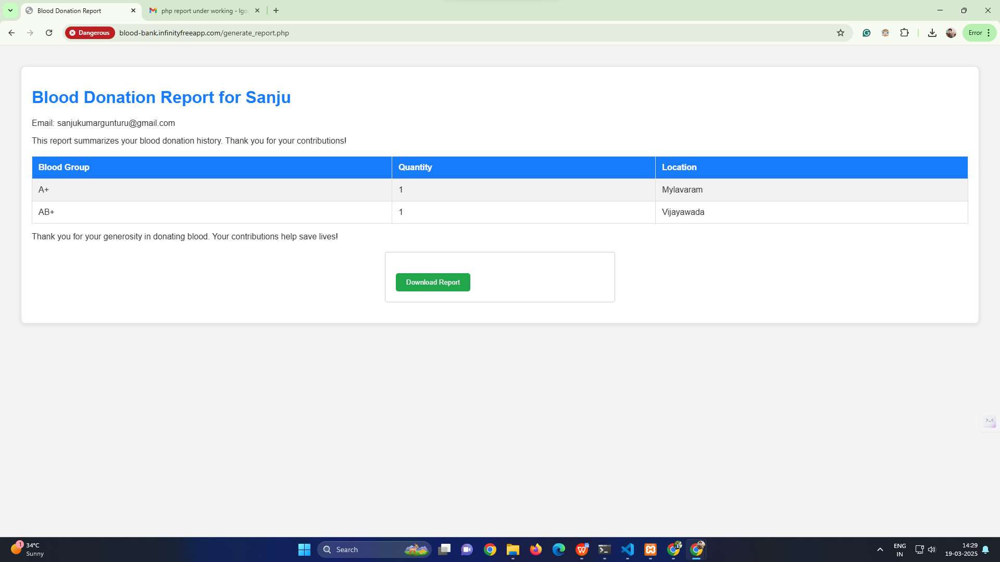 Blood Donation Report
php report under working - lgo
Dangerous
blood-bank.infinityfreeapp.com/generate_report.php
Error
Blood Donation Report for Sanju
Email: sanjukumargunturu@gmail.com
This report summarizes your blood donation history. Thank you for your contributions!
Blood Group Quantity Location
A+ 1 Mylavaram
AB+ 1 Vijayawada
Thank you for your generosity in donating blood. Your contributions help save lives!
Download Report
1
34°C
Sunny
Search
ENG
IN
14:29
19-03-2025